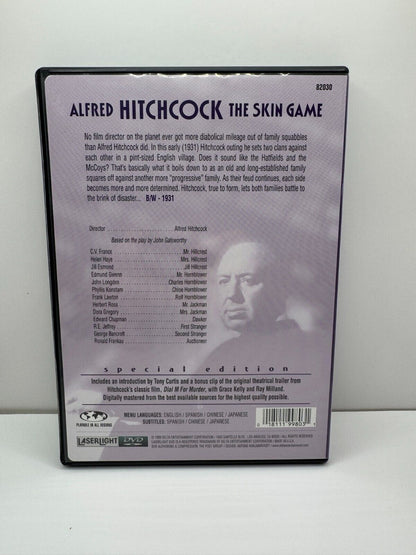 82030
ALFRED HITCHCOCK THE SKIN GAME
No film director on the planet ever got more diabolical mileage out of family squabbles
than Alfred Hitchcock did. In this early (1931) Hitchcock outing he sets two clans against
each other in a pint-sized English village. Does it sound like the Hatfields and the
McCoys? That's basically what it boils down to as an old and long-established family
squares off against another more "progressive" family. As their feud continues, each side
becomes more and more determined. Hitchcock, true to form, lets both families battle to
the brink of disaster... B/W - 1931
Director Alfred Hitchcock
Based on the play by John Galsworthy
C.V. France Mr. Hillcrest
Helen Haye Mrs. Hillcrest
Jill Esmond Jill Hillcrest
Edmund Gwenn Mr. Hornblower
John Longden Charles Hornblower
Phyllis Konstam Chloe Hornblower
Frank Lawton Rolf Hornblower
Herbert Ross Mr. Jackman
Dora Gregory Mrs. Jackman
Edward Chapman Dawker
R.E. Jeffrey First Stranger
George Bancroft Second Stranger
Ronald Frankau Auctioneer
special edition
Includes an introduction by Tony Curtis and a bonus clip of the original theatrical trailer from
Hitchcock's classic film, Dial M For Murder, with Grace Kelly and Ray Milland.
Digitally mastered from the best available sources for the highest quality possible.
MENU LANGUAGES: ENGLISH / SPANISH / CHINESE / JAPANESE
SUBTITLES: SPANISH / CHINESE / JAPANESE
PLAYABLE IN ALL REGIONS
LASERLIGHT DVD
0 18111 99803 1